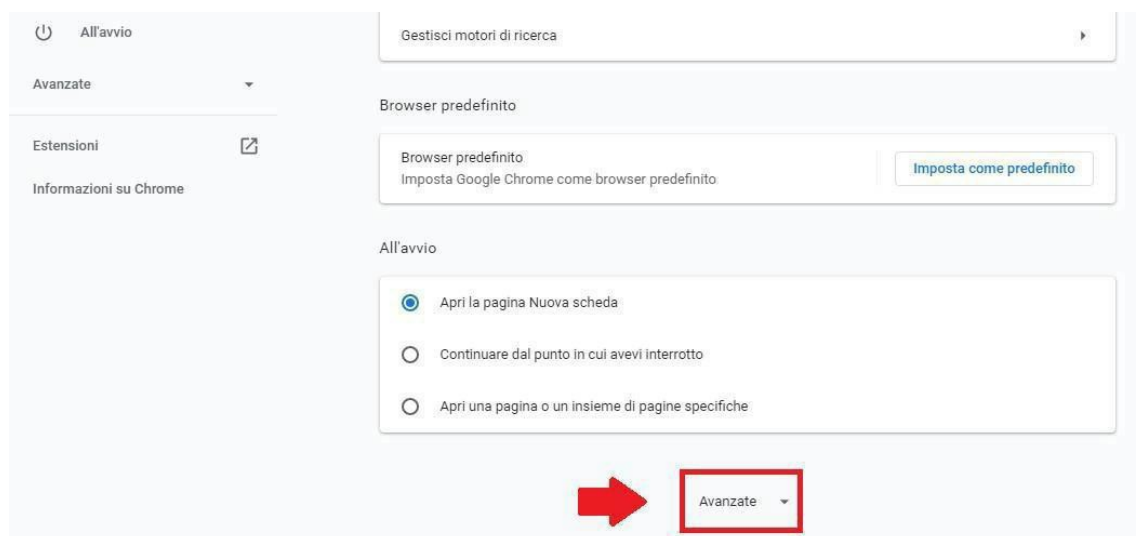 All'avvio
Avanzate
Estensioni
Informazioni su Chrome
Gestisci motori di ricerca
Browser predefinito
Browser predefinito
Imposta Google Chrome come browser predefinito
Imposta come predefinito
All'avvio
Apri la pagina Nuova scheda
Continuare dal punto in cui avevi interrotto
Apri una pagina o un insieme di pagine specifiche
Avanzate